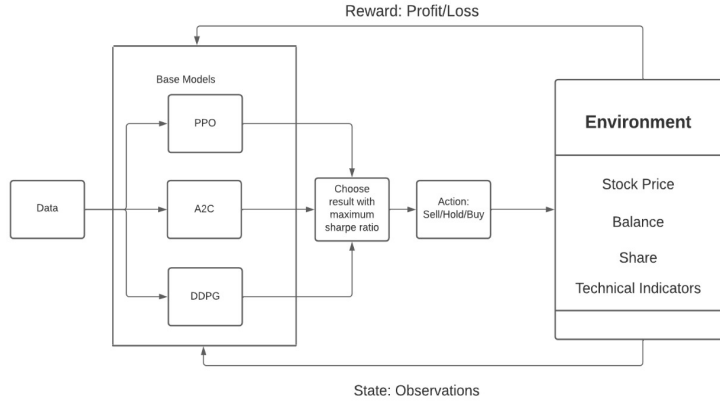 Reward: Profit/Loss
Base Models
PPO
Environment
Data
A2C
Choose
result with
maximum
sharpe ratio
Action:
Sell/Hold/Buy
Stock Price
Balance
Share
Technical Indicators
DDPG
State: Observations